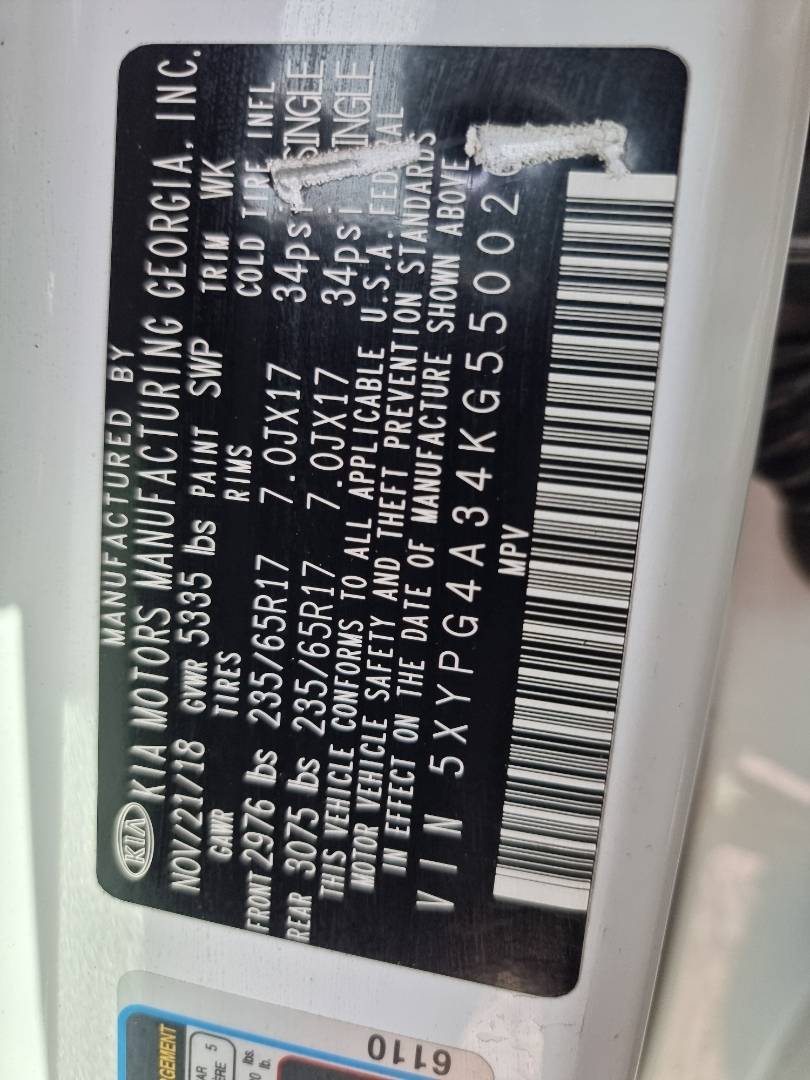 MANUFACTURED BY
KIA KIA MOTORS MANUFACTURING GEORGIA, INC.
NOV/21/18 GVWR 5335 lbs PAINT SWP TRIM WK
GAWR TIRES RIMS COLD TIRE INFL
FRONT 2976 lbs 235/65R17 7.0JX17 34psi SINGLE
REAR 3075 lbs 235/65R17 7.0JX17 34psi SINGLE
THIS VEHICLE CONFORMS TO ALL APPLICABLE U.S.A. FEDERAL
MOTOR VEHICLE SAFETY AND THEFT PREVENTION STANDARDS
IN EFFECT ON THE DATE OF MANUFACTURE SHOWN ABOVE
VIN 5XYPG4A34KG55002
MPV
6110